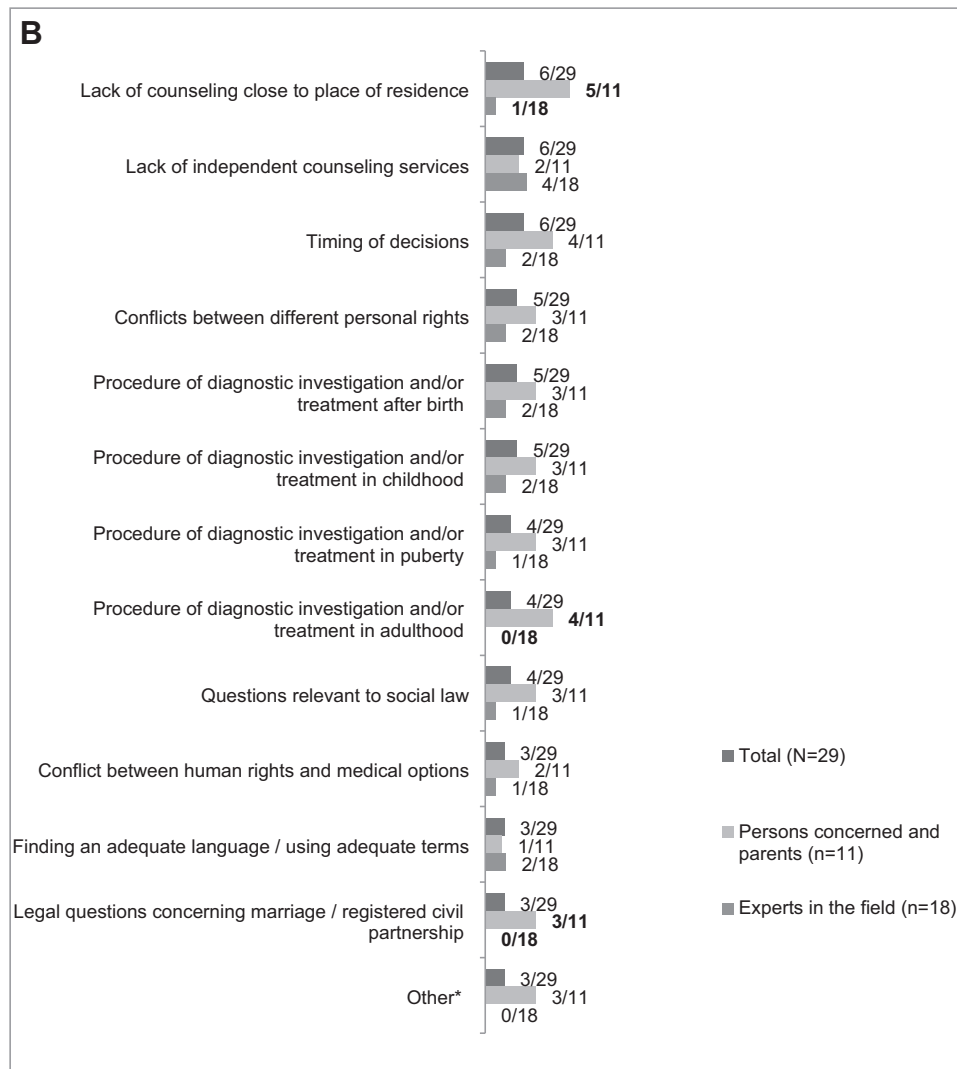 B
Lack of counseling close to place of residence
6/29
5/11
1/18
Lack of independent counseling services
6/29
2/11
4/18
Timing of decisions
6/29
4/11
2/18
Conflicts between different personal rights
5/29
3/11
2/18
Procedure of diagnostic investigation and/or
treatment after birth
5/29
3/11
2/18
Procedure of diagnostic investigation and/or
treatment in childhood
5/29
3/11
2/18
Procedure of diagnostic investigation and/or
treatment in puberty
4/29
3/11
1/18
Procedure of diagnostic investigation and/or
treatment in adulthood
4/29
4/11
0/18
Questions relevant to social law
4/29
3/11
1/18
Conflict between human rights and medical options
3/29
2/11
1/18
Finding an adequate language / using adequate terms
3/29
1/11
2/18
Legal questions concerning marriage / registered civil
partnership
3/29
3/11
0/18
Other*
3/29
3/11
0/18
Total (N=29)
Persons concerned and
parents (n=11)
Experts in the field (n=18)